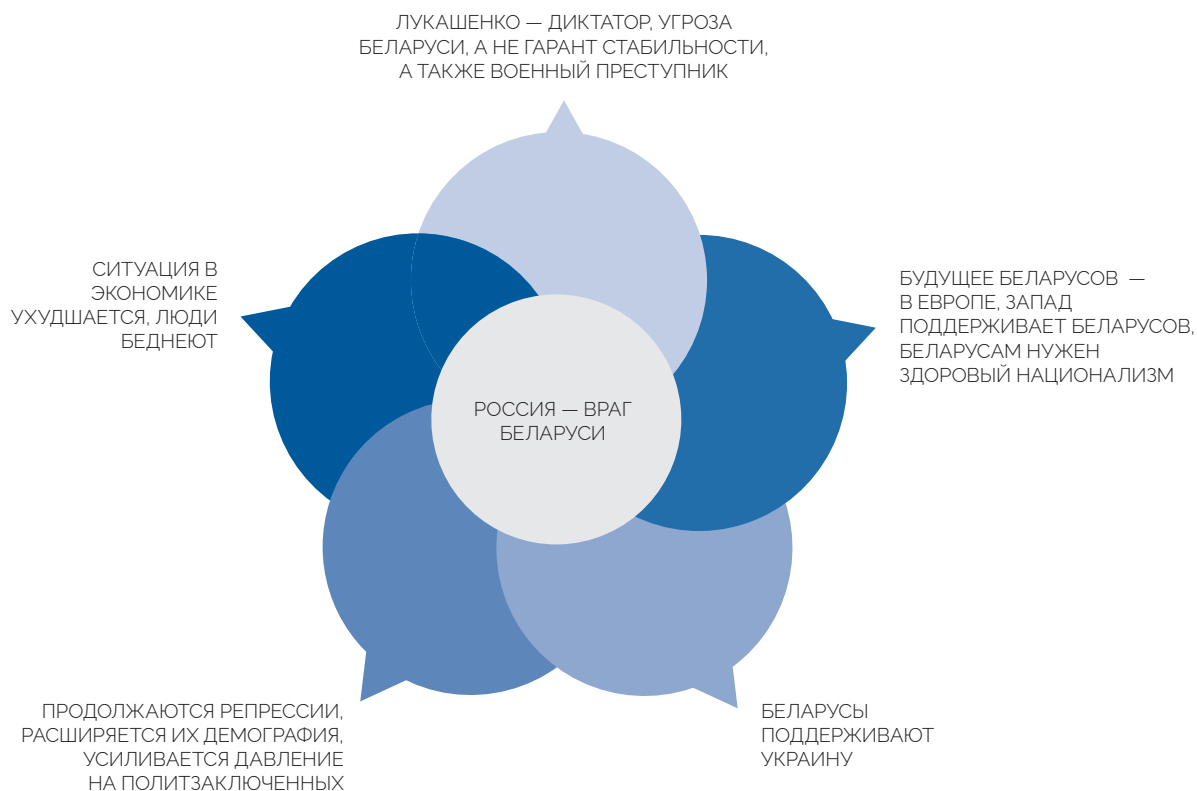 ЛУКАШЕНКО — ДИКТАТОР, УГРОЗА
БЕЛАРУСИ, А НЕ ГАРАНТ СТАБИЛЬНОСТИ,
А ТАКЖЕ ВОЕННЫЙ ПРЕСТУПНИК
СИТУАЦИЯ В
ЭКОНОМИКЕ
УХУДШАЕТСЯ, ЛЮДИ
БЕДНЕЮТ
БУДУЩЕЕ БЕЛАРУСОВ —
В ЕВРОПЕ, ЗАПАД
ПОДДЕРЖИВАЕТ БЕЛАРУСОВ,
БЕЛАРУСАМ НУЖЕН
ЗДОРОВЫЙ НАЦИОНАЛИЗМ
РОССИЯ — ВРАГ
БЕЛАРУСИ
ПРОДОЛЖАЮТСЯ РЕПРЕССИИ,
РАСШИРЯЕТСЯ ИХ ДЕМОГРАФИЯ,
УСИЛИВАЕТСЯ ДАВЛЕНИЕ
НА ПОЛИТЗАКЛЮЧЕННЫХ
БЕЛАРУСЫ
ПОДДЕРЖИВАЮТ
УКРАИНУ